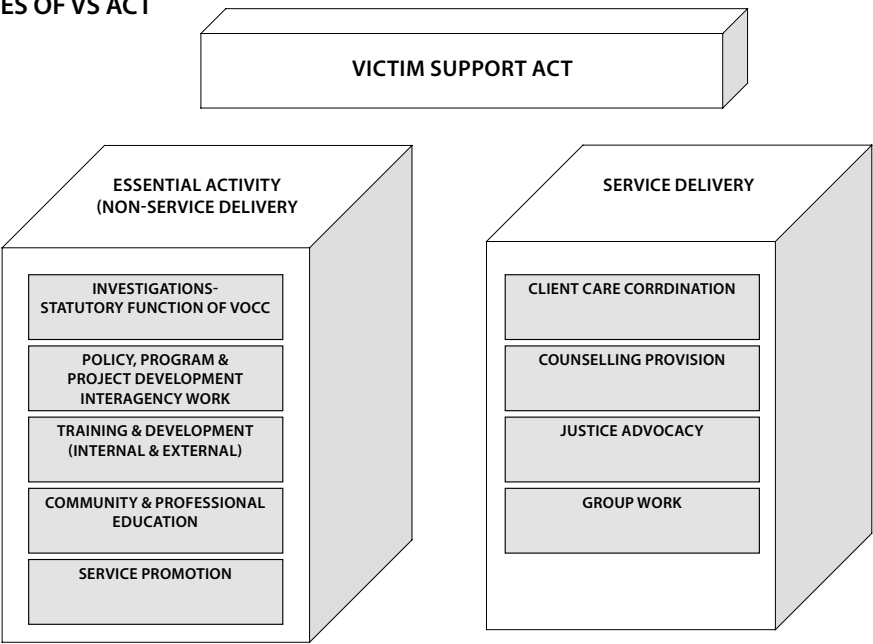 ES OF VS ACT
VICTIM SUPPORT ACT
ESSENTIAL ACTIVITY
(NON-SERVICE DELIVERY
INVESTIGATIONS-
STATUTORY FUNCTION OF VOCC
POLICY, PROGRAM &
PROJECT DEVELOPMENT
INTERAGENCY WORK
TRAINING & DEVELOPMENT
(INTERNAL & EXTERNAL)
COMMUNITY & PROFESSIONAL
EDUCATION
SERVICE PROMOTION
SERVICE DELIVERY
CLIENT CARE CORRDINATION
COUNSELLING PROVISION
JUSTICE ADVOCACY
GROUP WORK